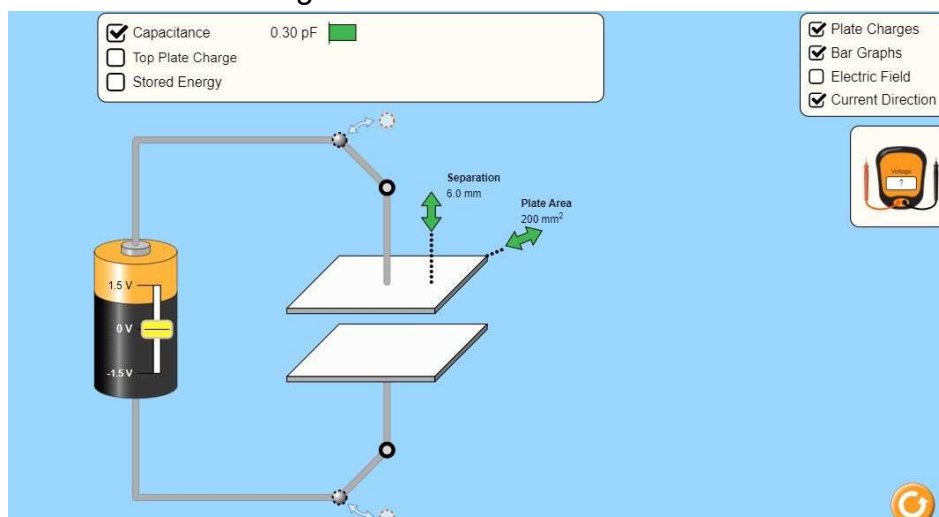 Capacitance 0.30 pF
Top Plate Charge
Stored Energy
Plate Charges
Bar Graphs
Electric Field
Current Direction
Voltage
?
Separation
6.0 mm
Plate Area
200 mm²
1.5 V
0 V
-1.5 V